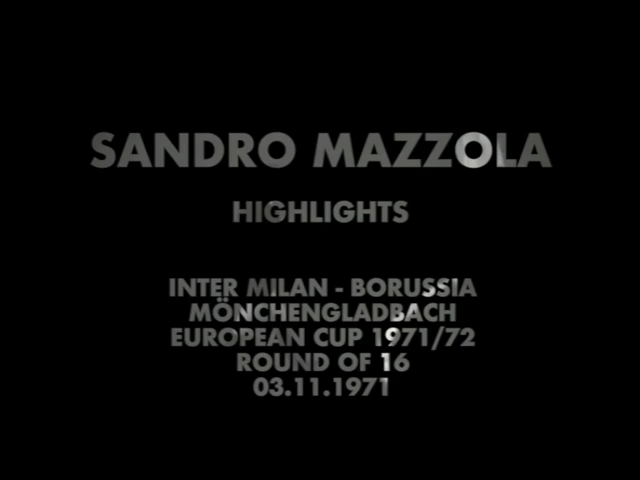 SANDRO MAZZOLA
HIGHLIGHTS
INTER MILAN - BORUSSIA
MÖNCHENGLADBACH
EUROPEAN CUP 1971/72
ROUND OF 16
03.11.1971